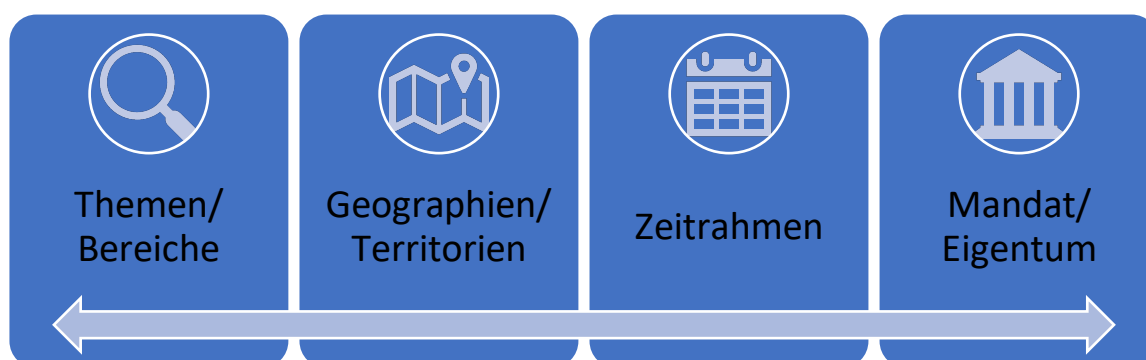 Themen/
Bereiche
Geographien/
Territorien
Zeitrahmen
Mandat/
Eigentum